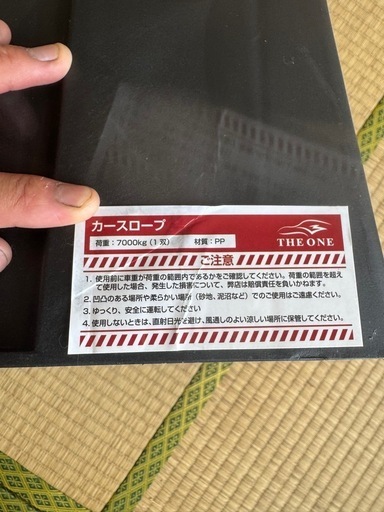 カースロープ
荷重：7000kg（1双） 材質：PP
THE ONE
ご注意
1. 使用前に車重が荷重の範囲内であるかをご確認してください。荷重の範囲を超え
て使用した場合、発生した損害について、弊店は賠償責任を負いかねます。
2. 凹凸のある場所や柔らかい場所（砂地、泥沼など）でのご使用はご遠慮ください。
3. ゆっくり、安全に運転してください
4. 使用しないときは、直射日光を避け、風通しのよい涼しい場所に保管してください。